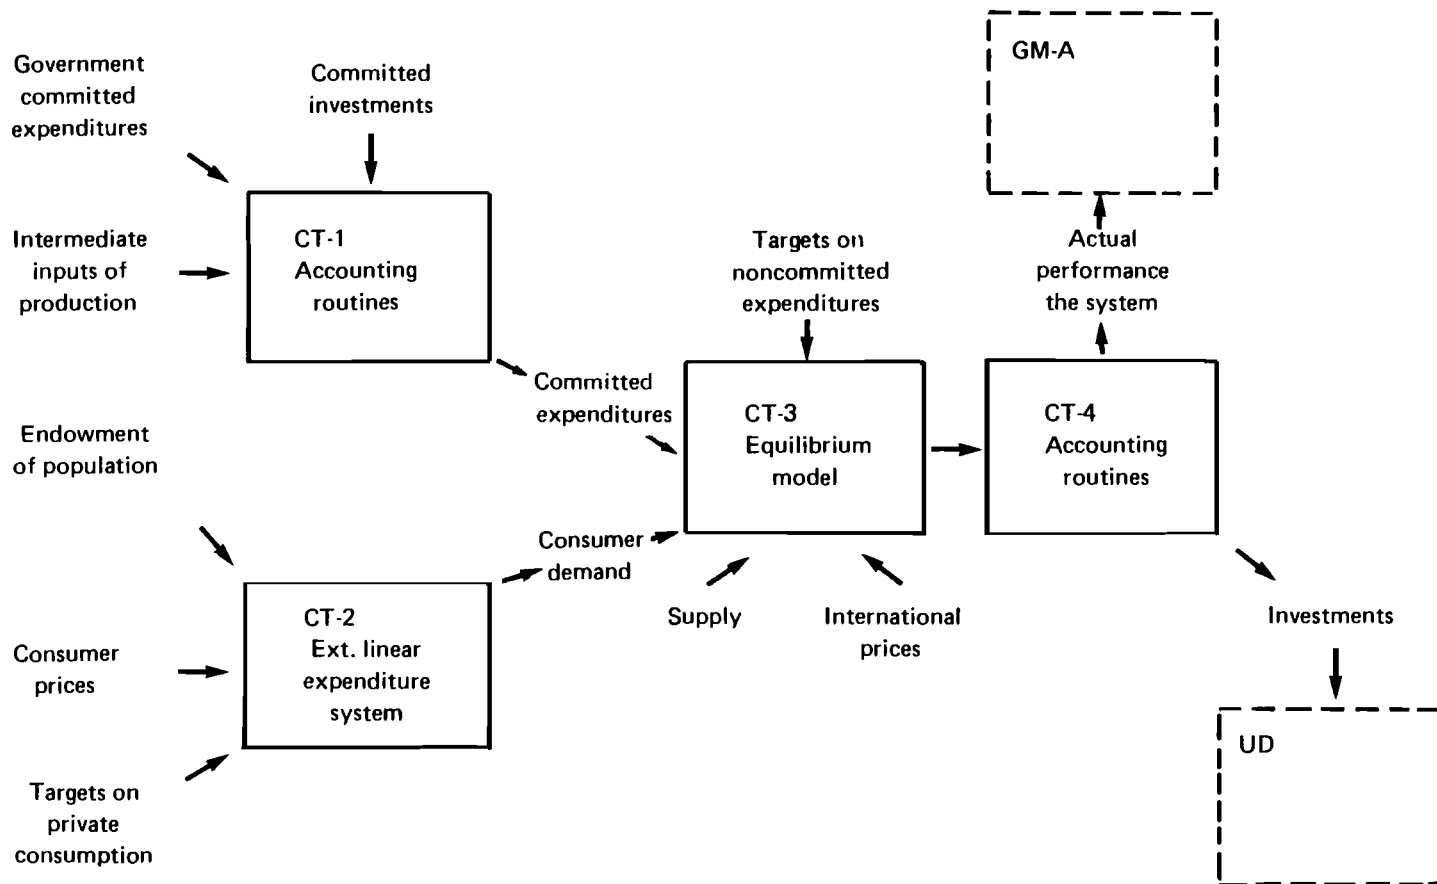 Government
committed
expenditures
Committed
investments
GM-A
Intermediate
inputs of
production
CT-1
Accounting
routines
Targets on
noncommitted
expenditures
Actual
performance
the system
Committed
expenditures
CT-3
Equilibrium
model
CT-4
Accounting
routines
Endowment
of population
Consumer
demand
Supply
International
prices
Investments
Consumer
prices
CT-2
Ext. linear
expenditure
system
UD
Targets on
private
consumption